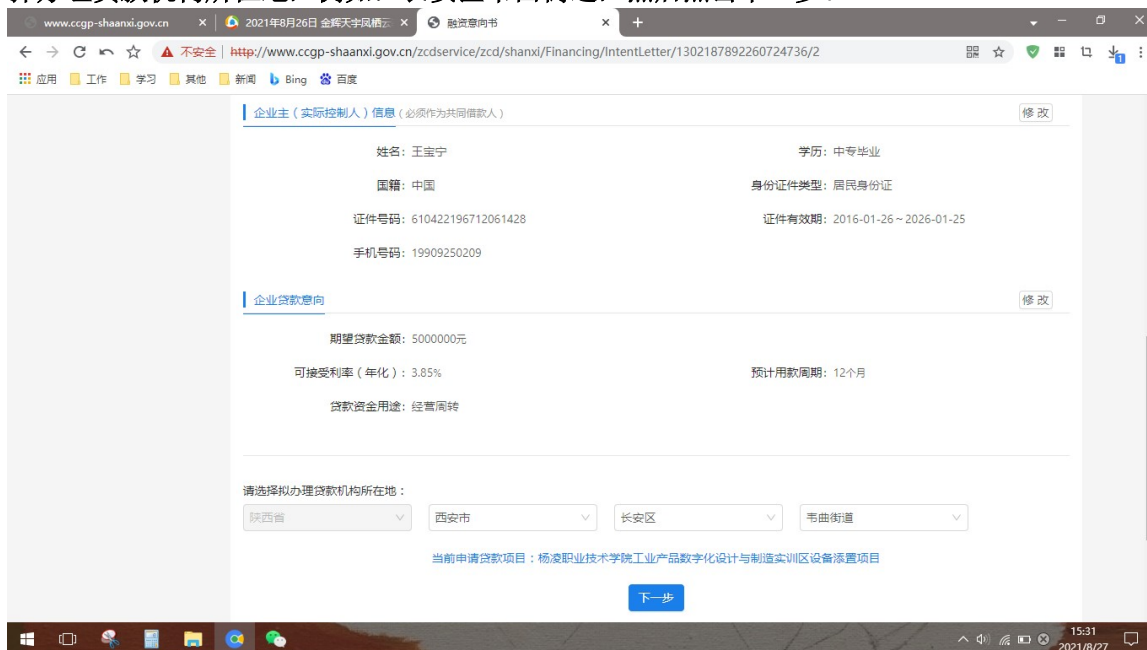 www.ccgp-shaanxi.gov.cn × 2021年8月26日 金辉天宇凤栖云 × 融资意向书 × +
不安全 | http://www.ccgp-shaanxi.gov.cn/zcdservice/zcd/shanxi/Financing/IntentLetter/1302187892260724736/2
应用 工作 学习 其他 新闻 Bing 百度
企业主（实际控制人）信息（必须作为共同借款人） 修改
姓名：王宝宁 学历：中专毕业
国籍：中国 身份证件类型：居民身份证
证件号码：610422196712061428 证件有效期：2016-01-26~2026-01-25
手机号码：19909250209
企业贷款意向 修改
期望贷款金额：5000000元
可接受利率（年化）：3.85% 预计用款周期：12个月
贷款资金用途：经营周转
请选择拟办理贷款机构所在地：
陕西省 西安市 长安区 韦曲街道
当前申请贷款项目：杨凌职业技术学院工业产品数字化设计与制造实训区设备添置项目
下一步
15:31
2021/8/27